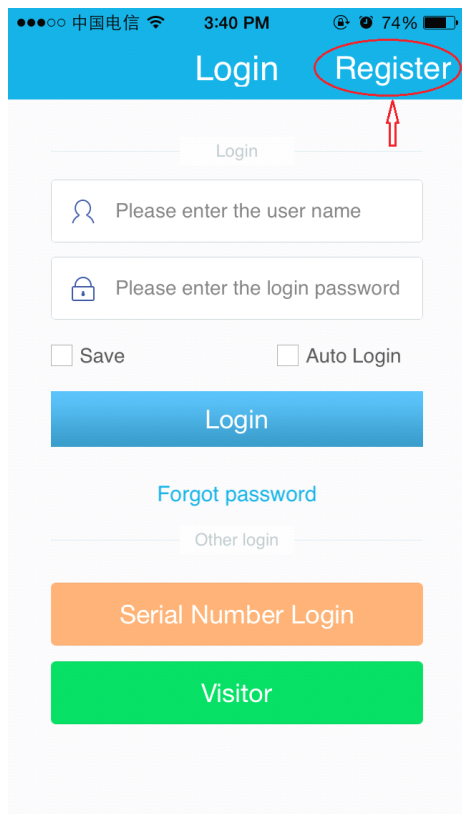 中国电信 3:40 PM 74%
Login Register
Login
Please enter the user name
Please enter the login password
Save Auto Login
Login
Forgot password
Other login
Serial Number Login
Visitor